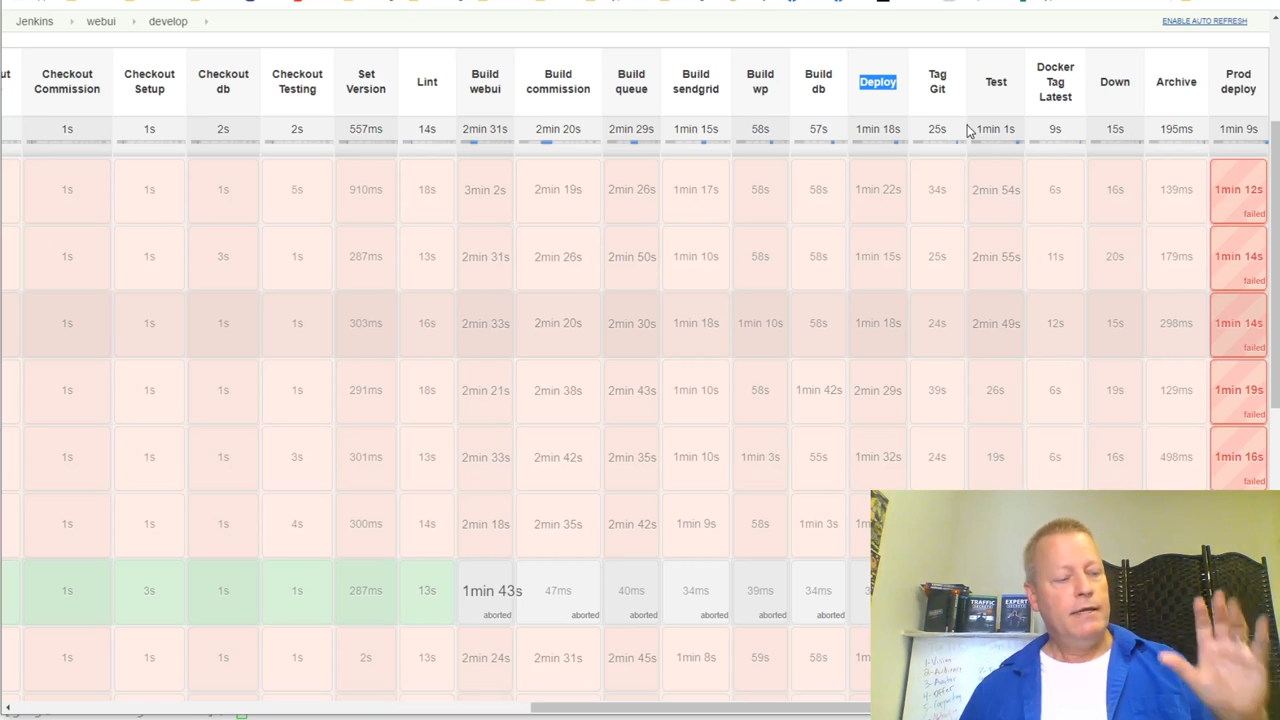 Jenkins webui develop ENABLE AUTO REFRESH
ut Checkout Commission Checkout Setup Checkout db Checkout Testing Set Version Lint Build webui Build commission Build queue Build sendgrid Build wp Build db Deploy Tag Git Test Docker Tag Latest Down Archive Prod deploy
1s 1s 2s 2s 557ms 14s 2min 31s 2min 20s 2min 29s 1min 15s 58s 57s 1min 18s 25s 1min 1s 9s 15s 195ms 1min 9s
1s 1s 1s 5s 910ms 18s 3min 2s 2min 19s 2min 26s 1min 17s 58s 58s 1min 22s 34s 2min 54s 6s 16s 139ms 1min 12s
failed
1s 1s 3s 1s 287ms 13s 2min 31s 2min 26s 2min 50s 1min 10s 58s 58s 1min 15s 25s 2min 55s 11s 20s 179ms 1min 14s
failed
1s 1s 1s 1s 303ms 16s 2min 33s 2min 20s 2min 30s 1min 18s 1min 10s 58s 1min 18s 24s 2min 49s 12s 15s 298ms 1min 14s
failed
1s 1s 1s 1s 291ms 18s 2min 21s 2min 38s 2min 43s 1min 10s 58s 1min 42s 2min 29s 39s 26s 6s 19s 129ms 1min 19s
failed
1s 1s 1s 3s 301ms 13s 2min 33s 2min 42s 2min 35s 1min 10s 1min 3s 55s 1min 32s 24s 19s 6s 16s 498ms 1min 16s
failed
1s 1s 1s 4s 300ms 14s 2min 18s 2min 35s 2min 42s 1min 9s 58s 1min 3s
1s 3s 1s 1s 287ms 13s 1min 43s 47ms 40ms 34ms 39ms 34ms
aborted aborted aborted aborted aborted aborted
1s 1s 1s 1s 2s 13s 2min 24s 2min 31s 2min 45s 1min 8s 59s 58s
TRAFFIC SECRETS EXPERT SECRETS
1-Vision